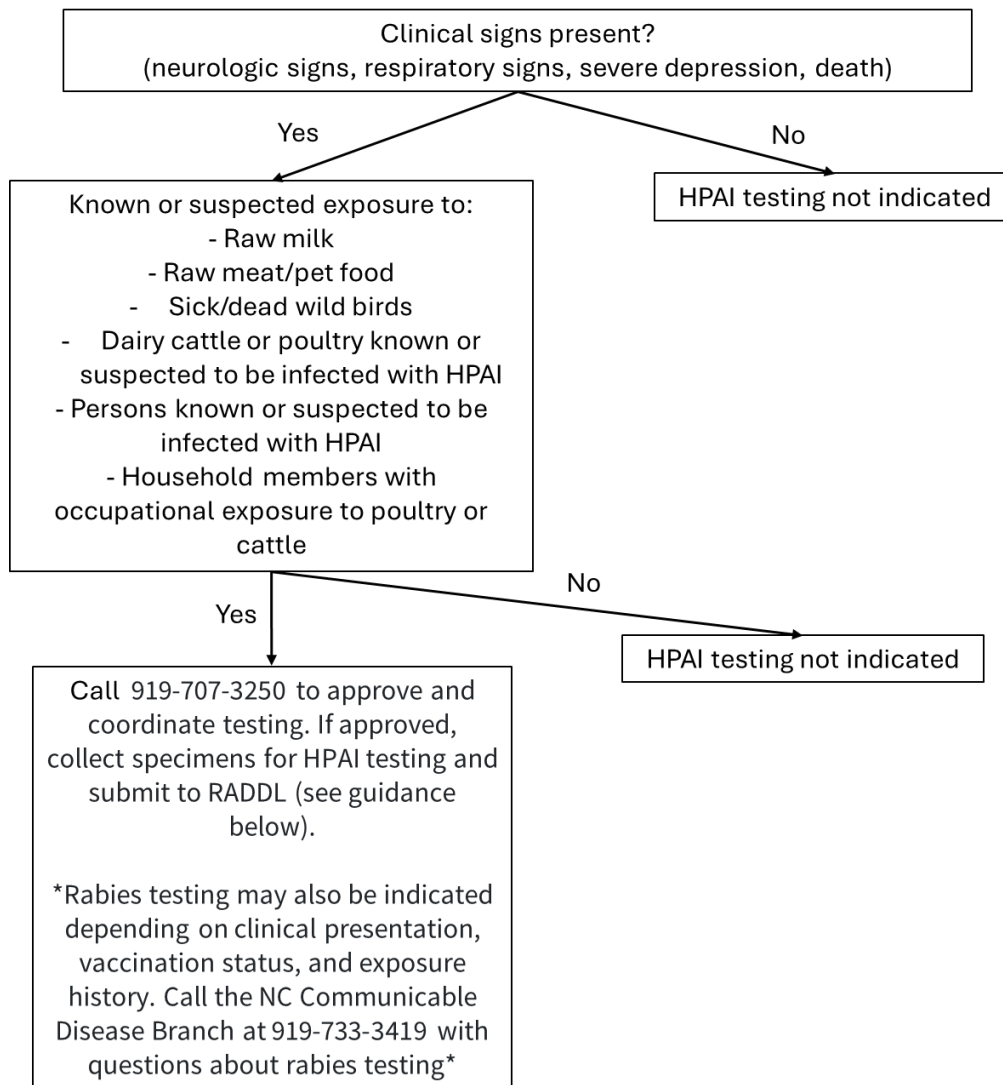 Clinical signs present?
(neurologic signs, respiratory signs, severe depression, death)
Yes
No
Known or suspected exposure to:
- Raw milk
- Raw meat/pet food
- Sick/dead wild birds
- Dairy cattle or poultry known or
suspected to be infected with HPAI
- Persons known or suspected to be
infected with HPAI
- Household members with
occupational exposure to poultry or
cattle
HPAI testing not indicated
Yes
No
Call 919-707-3250 to approve and
coordinate testing. If approved,
collect specimens for HPAI testing and
submit to RADDL (see guidance
below).
*Rabies testing may also be indicated
depending on clinical presentation,
vaccination status, and exposure
history. Call the NC Communicable
Disease Branch at 919-733-3419 with
questions about rabies testing*
HPAI testing not indicated